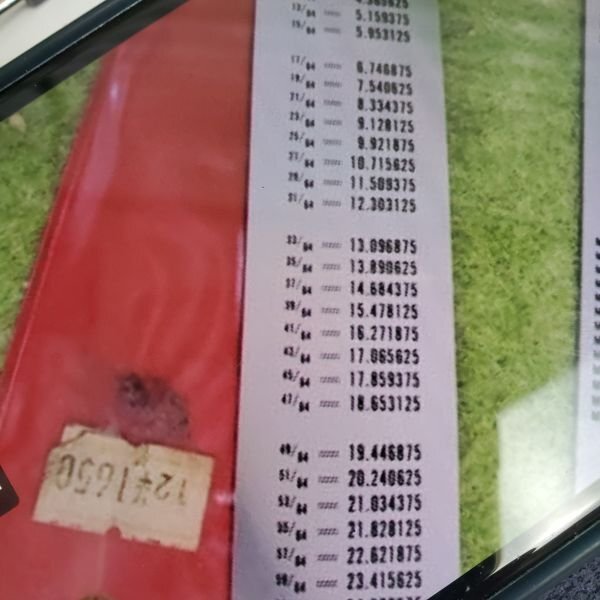 13/64 = 5.159375
15/64 = 5.953125
17/64 = 6.746875
19/64 = 7.540625
21/64 = 8.334375
23/64 = 9.128125
25/64 = 9.921875
27/64 = 10.715625
29/64 = 11.509375
31/64 = 12.303125
33/64 = 13.096875
35/64 = 13.890625
37/64 = 14.684375
39/64 = 15.478125
41/64 = 16.271875
43/64 = 17.065625
45/64 = 17.859375
47/64 = 18.653125
49/64 = 19.446875
51/64 = 20.240625
53/64 = 21.034375
55/64 = 21.828125
57/64 = 22.621875
59/64 = 23.415625
12¥1650